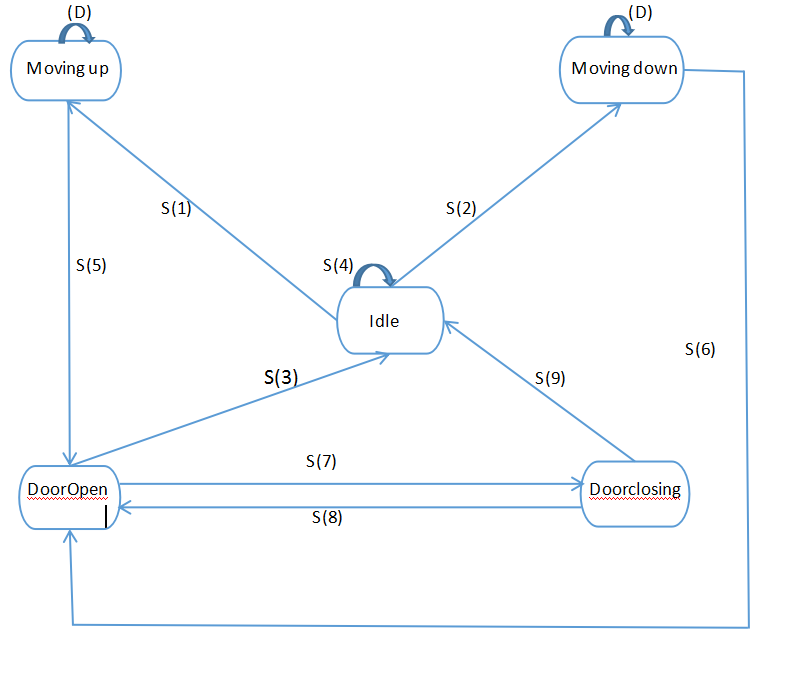 (D)
(D)
Moving up
Moving down
S(1)
S(2)
S(5)
S(4)
Idle
S(6)
S(3)
S(9)
S(7)
DoorOpen
Doorclosing
S(8)